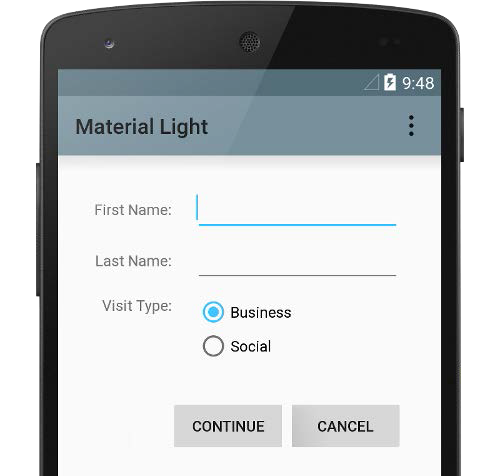 9:48
Material Light
First Name:
Last Name:
Visit Type:
Business
Social
CONTINUE
CANCEL